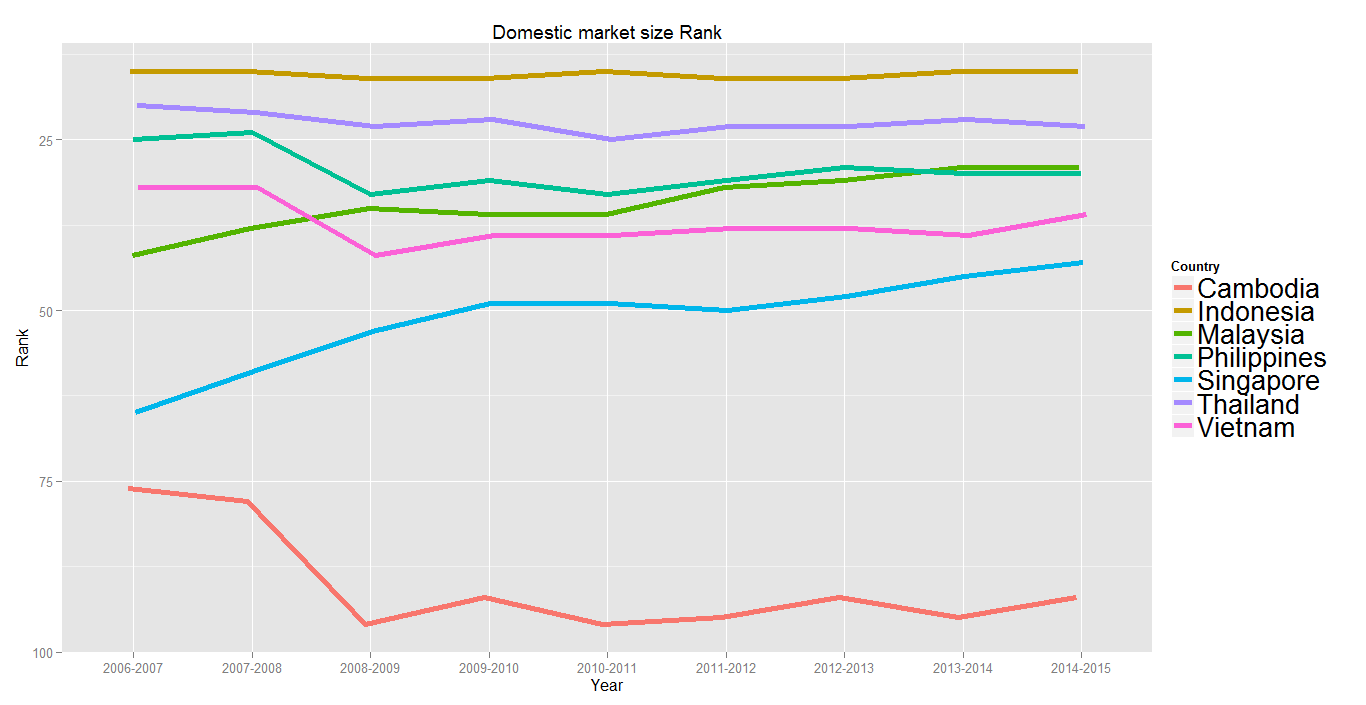 Domestic market size Rank
25
50
75
100
Rank
2006-2007 2007-2008 2008-2009 2009-2010 2010-2011 2011-2012 2012-2013 2013-2014 2014-2015
Year
Country
Cambodia
Indonesia
Malaysia
Philippines
Singapore
Thailand
Vietnam